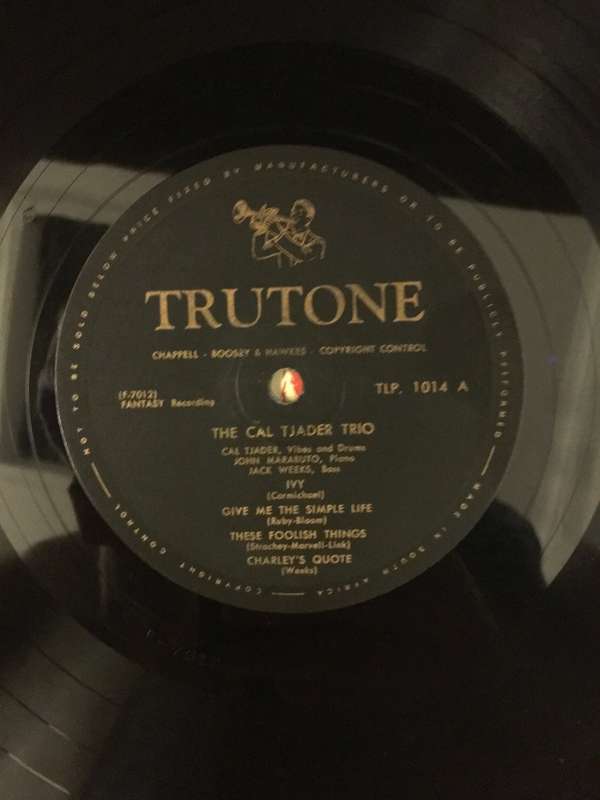 NOT TO BE SOLD BELOW PRICE FIXED BY MANUFACTURERS OR TO BE PUBLICLY PERFORMED
TRUTONE
CHAPPELL - BOOSEY & HAWKES - COPYRIGHT CONTROL
(F-7012)
FANTASY Recording
TLP. 1014 A
THE CAL TJADER TRIO
CAL TJADER, Vibes and Drums
JOHN MARABUTO, Piano
JACK WEEKS, Bass
IVY
(Carmichael)
GIVE ME THE SIMPLE LIFE
(Ruby-Bloom)
THESE FOOLISH THINGS
(Strachey-Marvell-Link)
CHARLEY'S QUOTE
(Weeks)
COPYRIGHT CONTROL
MADE IN SOUTH AFRICA